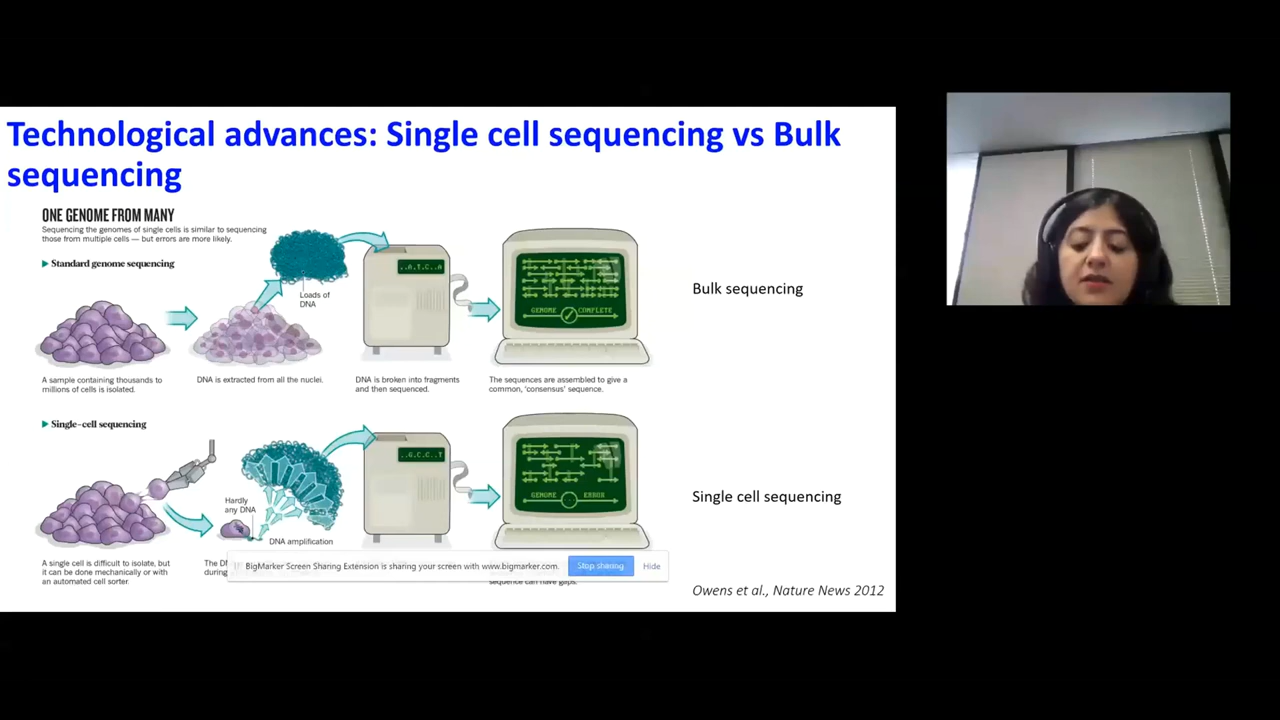 Technological advances: Single cell sequencing vs Bulk
sequencing
ONE GENOME FROM MANY
Sequencing the genomes of single cells is similar to sequencing
those from multiple cells — but errors are more likely.
Standard genome sequencing
Loads of
DNA
..A.T.C..A
GENOME COMPLETE
Bulk sequencing
A sample containing thousands to
millions of cells is isolated.
DNA is extracted from all the nuclei.
DNA is broken into fragments
and then sequenced.
The sequences are assembled to give a
common, 'consensus' sequence.
Single-cell sequencing
Hardly
any DNA
DNA amplification
..G.C.C..T
GENOME ERROR
Single cell sequencing
A single cell is difficult to isolate, but
it can be done mechanically or with
an automated cell sorter.
The
during
sequence can have gaps.
BigMarker Screen Sharing Extension is sharing your screen with www.bigmarker.com.
Stop sharing
Hide
Owens et al., Nature News 2012